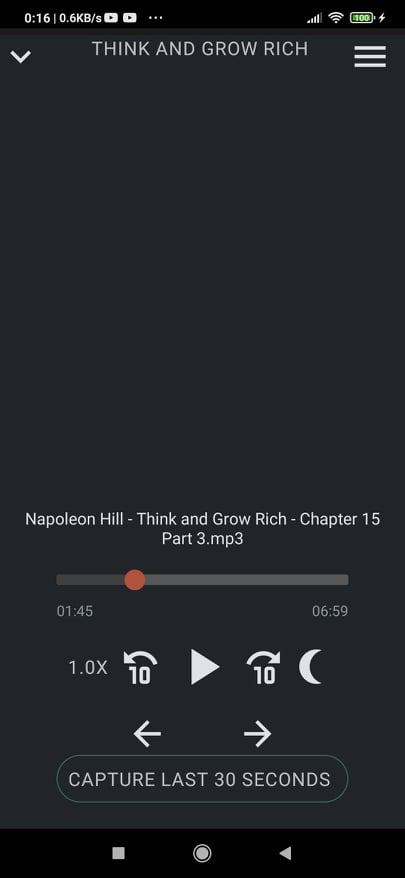 0:16 | 0.6KB/s
100
THINK AND GROW RICH
Napoleon Hill - Think and Grow Rich - Chapter 15
Part 3.mp3
01:45
06:59
1.0X
10
10
CAPTURE LAST 30 SECONDS